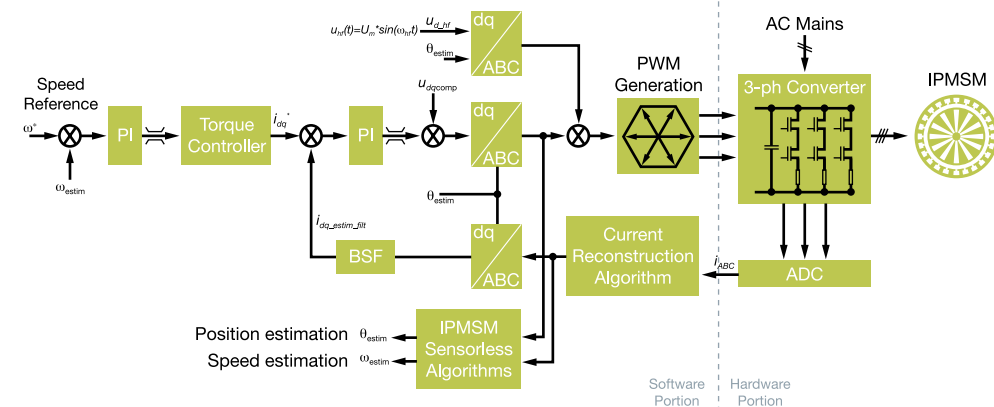 u_hf(t)=U_m*sin(ω_hf t)
u_d_hf
θ_estim
dq
ABC
AC Mains
Speed
Reference
ω*
ω_estim
PI
Torque
Controller
i_dq*
PI
u_dqcomp
dq
ABC
PWM
Generation
3-ph Converter
IPMSM
θ_estim
i_dq_estim_filt
BSF
dq
ABC
Current
Reconstruction
Algorithm
i_ABC
ADC
Position estimation θ_estim
Speed estimation ω_estim
IPMSM
Sensorless
Algorithms
Software
Portion
Hardware
Portion